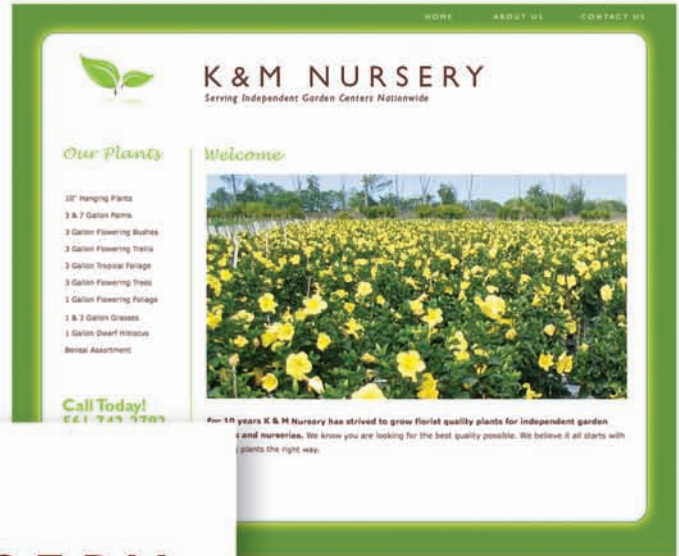 HOME ABOUT US CONTACT US
K & M NURSERY
Serving Independent Garden Centers Nationwide
Our Plants
10" Hanging Plants
3 & 7 Gallon Palms
3 Gallon Flowering Bushes
3 Gallon Flowering Trellis
3 Gallon Tropical Foliage
3 Gallon Flowering Trees
1 Gallon Flowering Foliage
1 & 3 Gallon Grasses
1 Gallon Dwarf Hibiscus
Bonsai Assortment
Call Today!
Welcome
For 10 years K & M Nursery has strived to grow florist quality plants for independent garden
and nurseries. We know you are looking for the best quality possible. We believe it all starts with
plants the right way.